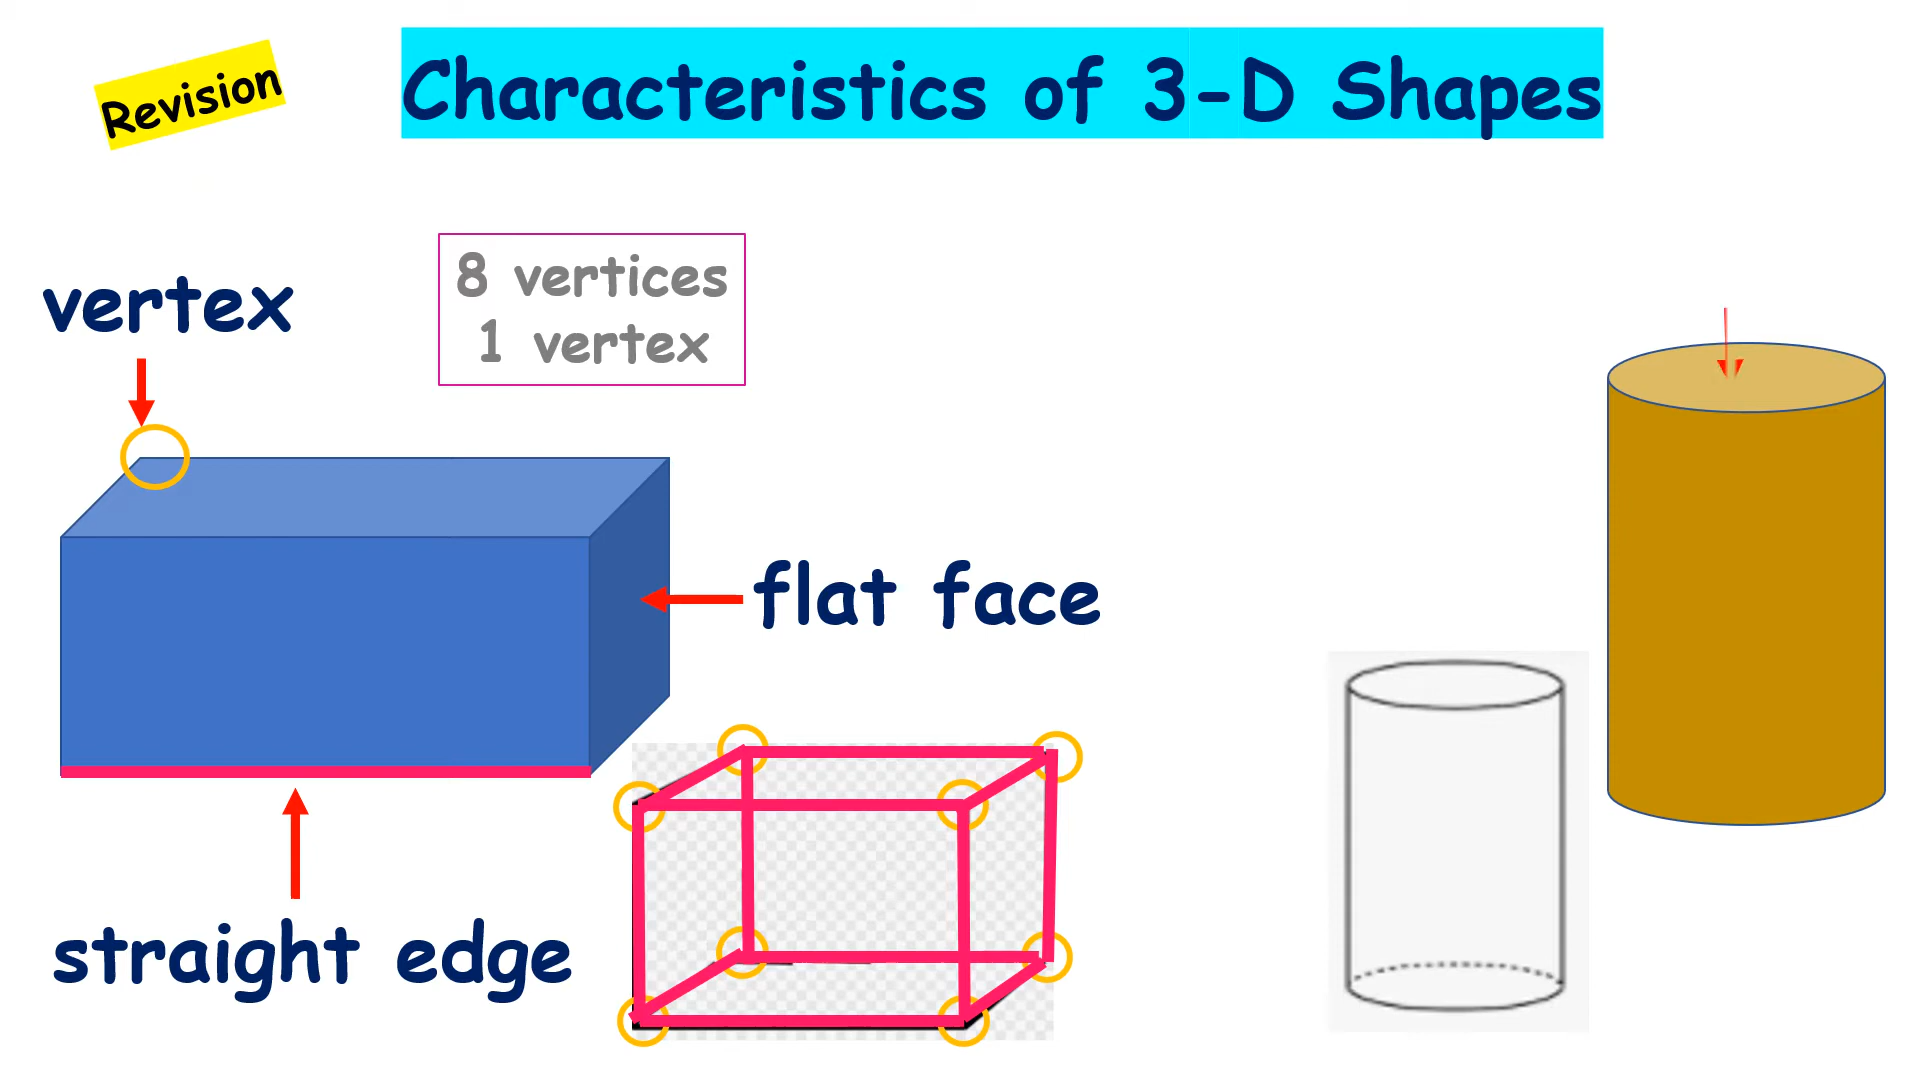 Revision
Characteristics of 3-D Shapes
8 vertices
1 vertex
vertex
flat face
straight edge